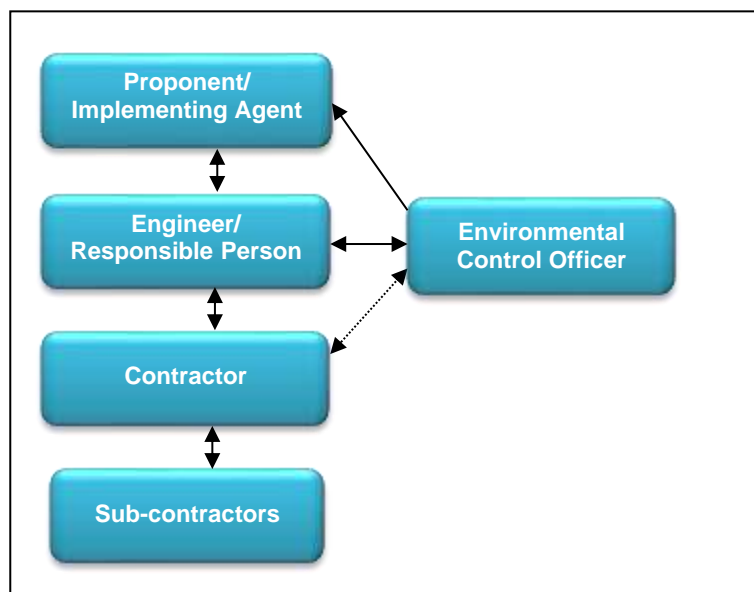 Proponent/
Implementing Agent
Engineer/
Responsible Person
Environmental
Control Officer
Contractor
Sub-contractors